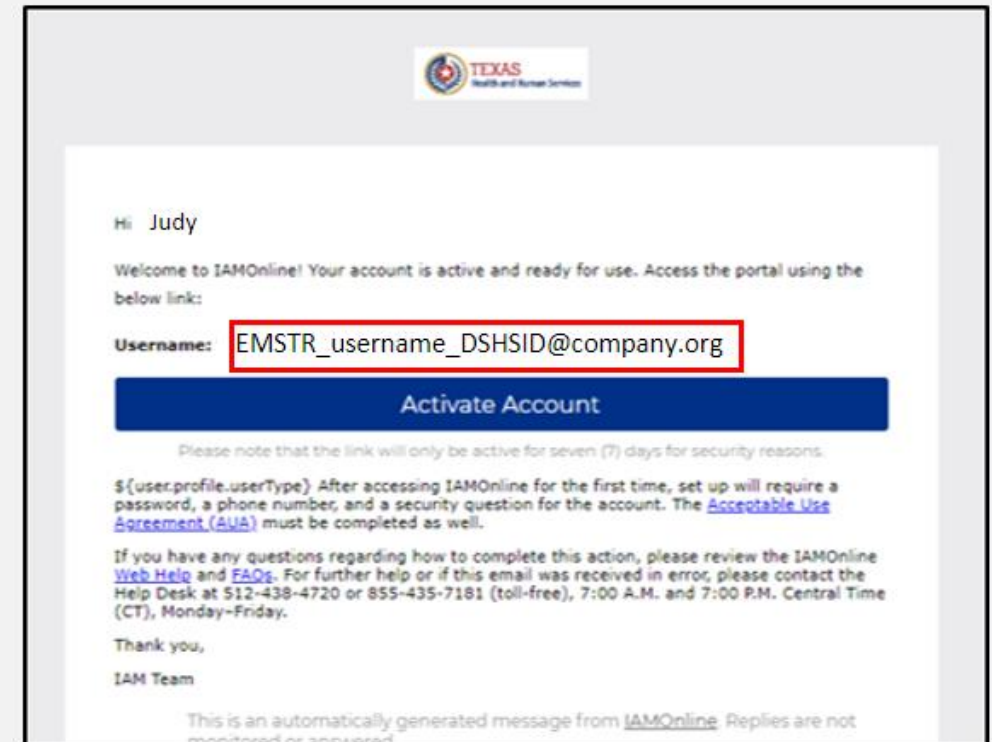 TEXAS
Health and Human Services
Hi Judy
Welcome to IAMOnline! Your account is active and ready for use. Access the portal using the
below link:
Username: EMSTR_username_DSHSID@company.org
Activate Account
Please note that the link will only be active for seven (7) days for security reasons.
${user.profile.userType} After accessing IAMOnline for the first time, set up will require a
password, a phone number, and a security question for the account. The Acceptable Use
Agreement (AUA) must be completed as well.
If you have any questions regarding how to complete this action, please review the IAMOnline
Web Help and FAQs. For further help or if this email was received in error, please contact the
Help Desk at 512-438-4720 or 855-435-7181 (toll-free), 7:00 A.M. and 7:00 P.M. Central Time
(CT), Monday–Friday.
Thank you,
IAM Team
This is an automatically generated message from IAMOnline. Replies are not
monitored or answered